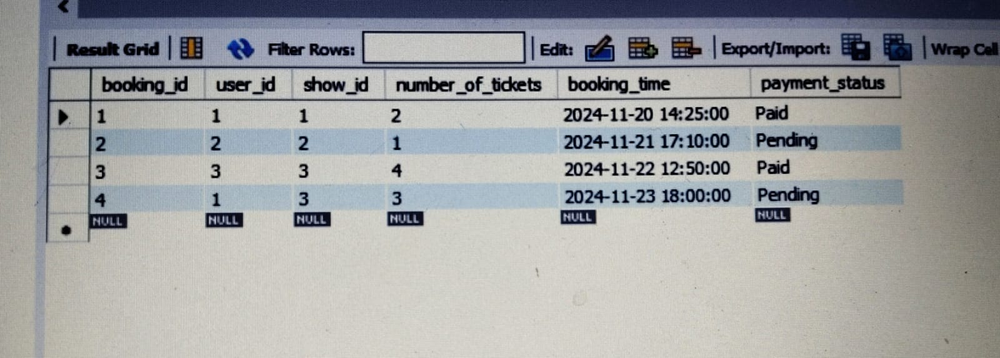 Result Grid Filter Rows: Edit: Export/Import: Wrap Cell
booking_id user_id show_id number_of_tickets booking_time payment_status
1 1 1 2 2024-11-20 14:25:00 Paid
2 2 2 1 2024-11-21 17:10:00 Pending
3 3 3 4 2024-11-22 12:50:00 Paid
4 1 3 3 2024-11-23 18:00:00 Pending
NULL NULL NULL NULL NULL NULL